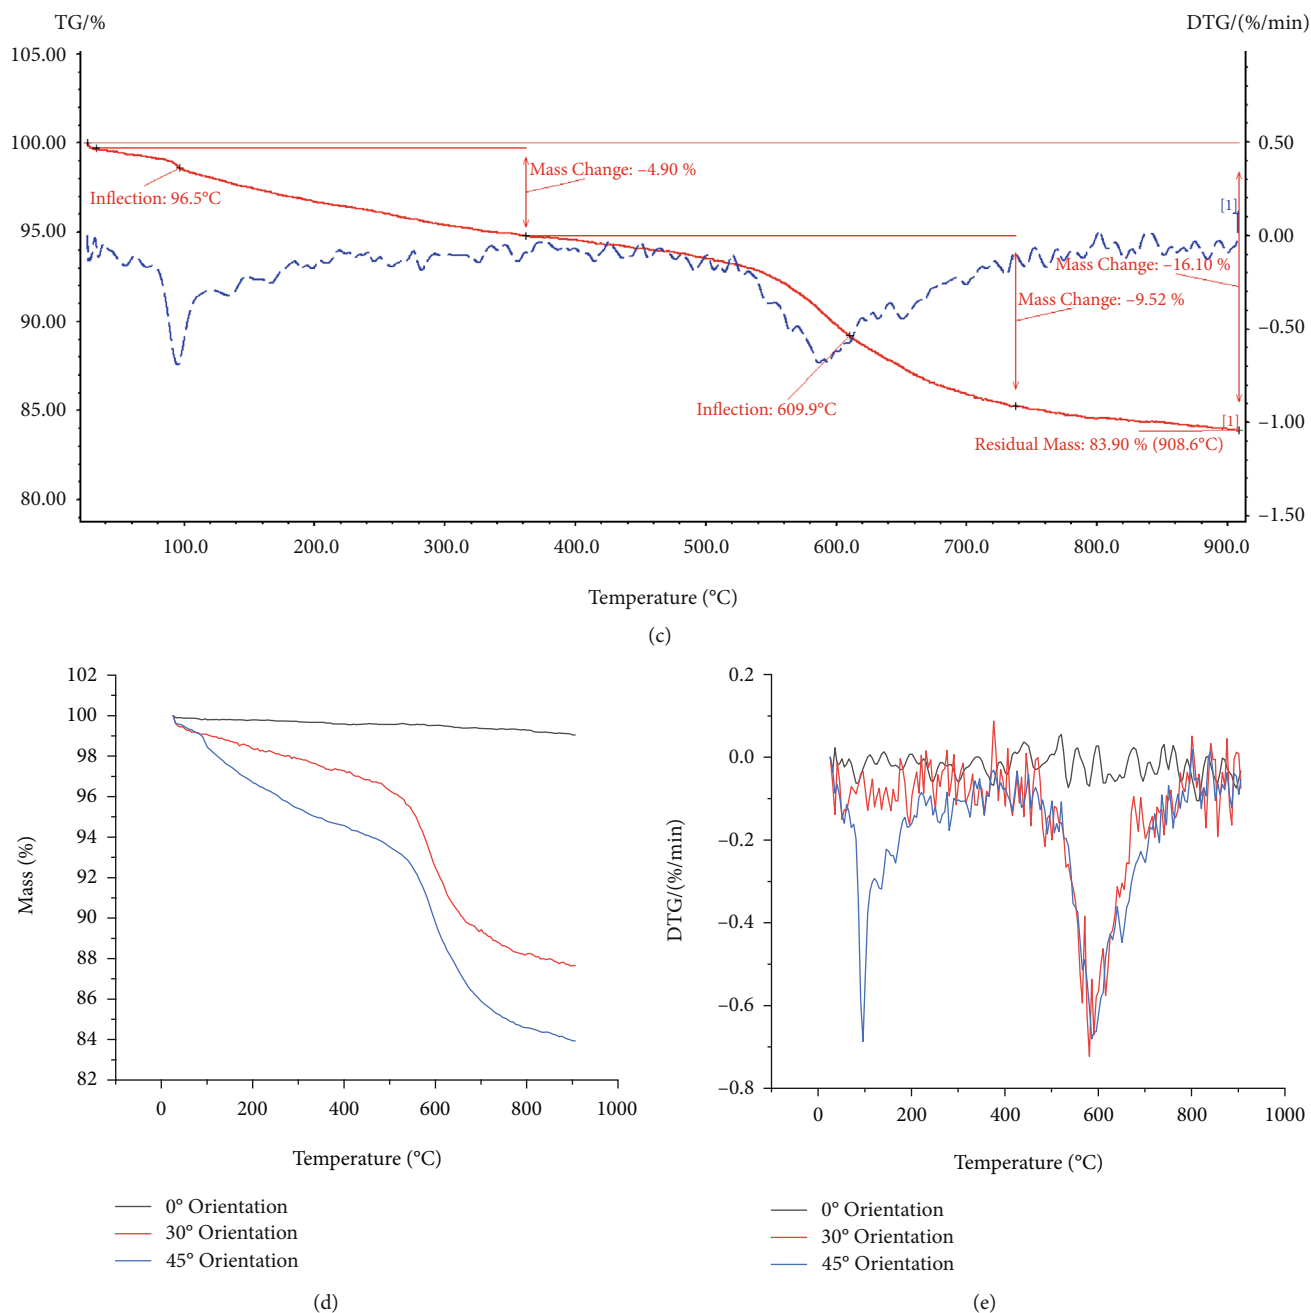 TG/%
DTG/(%/min)
105.00
100.00
95.00
90.00
85.00
80.00
0.50
0.00
−0.50
−1.00
−1.50
Mass Change: −4.90 %
Inflection: 96.5°C
[1]
Mass Change: −16.10 %
Mass Change: −9.52 %
Inflection: 609.9°C
[1]
Residual Mass: 83.90 % (908.6°C)
100.0 200.0 300.0 400.0 500.0 600.0 700.0 800.0 900.0
Temperature (°C)
(c)
102
100
98
96
94
92
90
88
86
84
82
Mass (%)
0 200 400 600 800 1000
Temperature (°C)
0° Orientation
30° Orientation
45° Orientation
(d)
0.2
0.0
−0.2
−0.4
−0.6
−0.8
DTG/(%/min)
0 200 400 600 800 1000
Temperature (°C)
0° Orientation
30° Orientation
45° Orientation
(e)